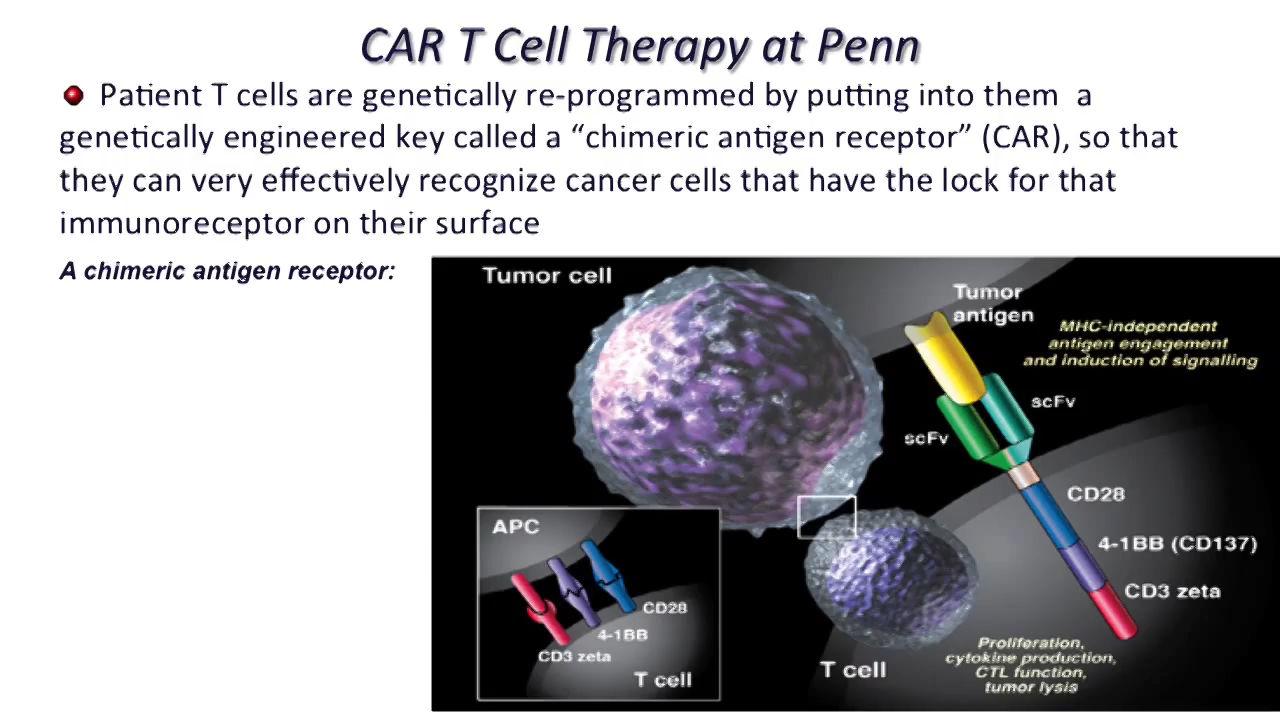 CAR T Cell Therapy at Penn
Patient T cells are genetically re-programmed by putting into them a
genetically engineered key called a “chimeric antigen receptor” (CAR), so that
they can very effectively recognize cancer cells that have the lock for that
immunoreceptor on their surface
A chimeric antigen receptor:
Tumor cell
Tumor
antigen
MHC-independent
antigen engagement
and induction of signalling
scFv
scFv
CD28
4-1BB (CD137)
CD3 zeta
APC
CD28
4-1BB
CD3 zeta
T cell
T cell
Proliferation,
cytokine production,
CTL function,
tumor lysis